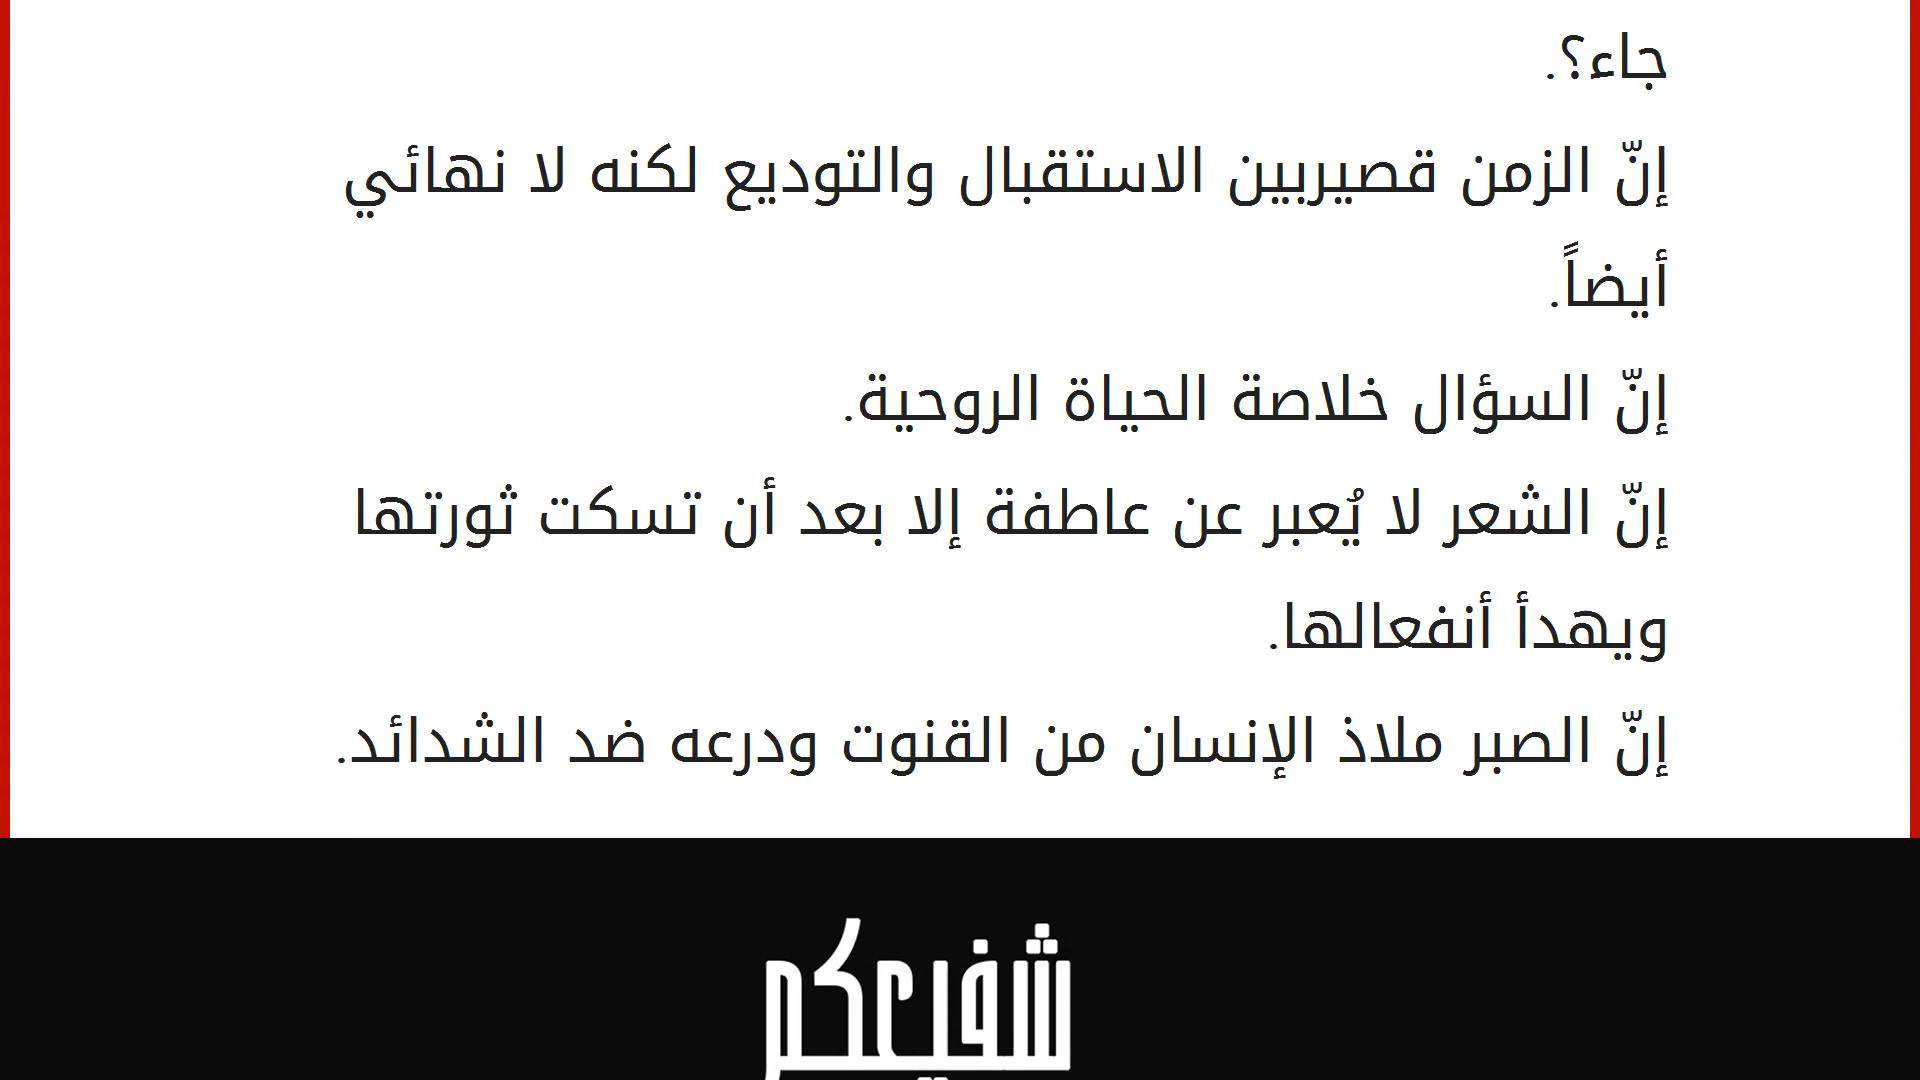 جاء؟.
إنّ الزمن قصيربين الاستقبال والتوديع لكنه لا نهائي
أيضاً.
إنّ السؤال خلاصة الحياة الروحية.
إنّ الشعر لا يُعبر عن عاطفة إلا بعد أن تسكت ثورتها
ويهدأ أنفعالها.
إنّ الصبر ملاذ الإنسان من القنوت ودرعه ضد الشدائد.
شفيعكم